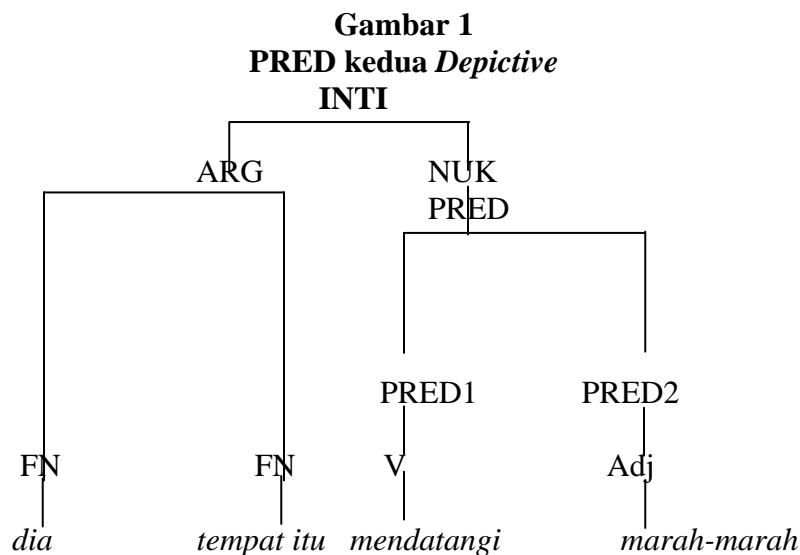 Gambar 1
PRED kedua Depictive
INTI
ARG NUK
PRED
PRED1 PRED2
FN FN V Adj
dia tempat itu mendatangi marah-marah